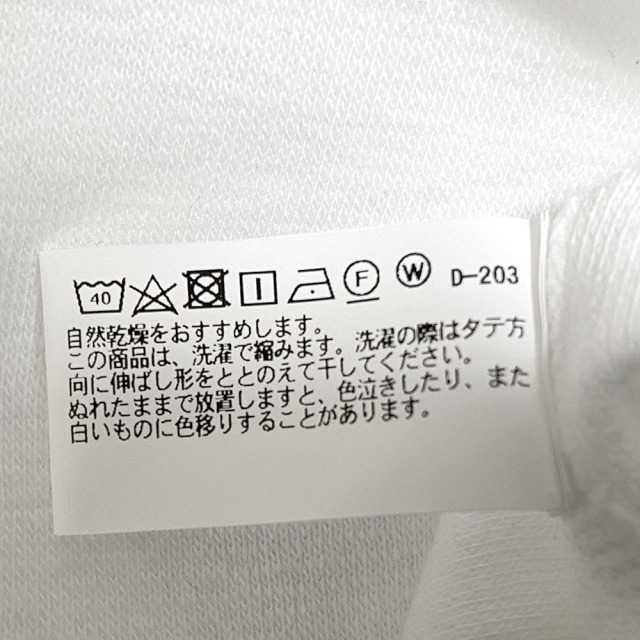 40 F W D-203
自然乾燥をおすすめします。
この商品は、洗濯で縮みます。洗濯の際はタテ方
向に伸ばし形をととのえて干してください。
ぬれたままで放置しますと、色泣きしたり、また
白いものに色移りすることがあります。